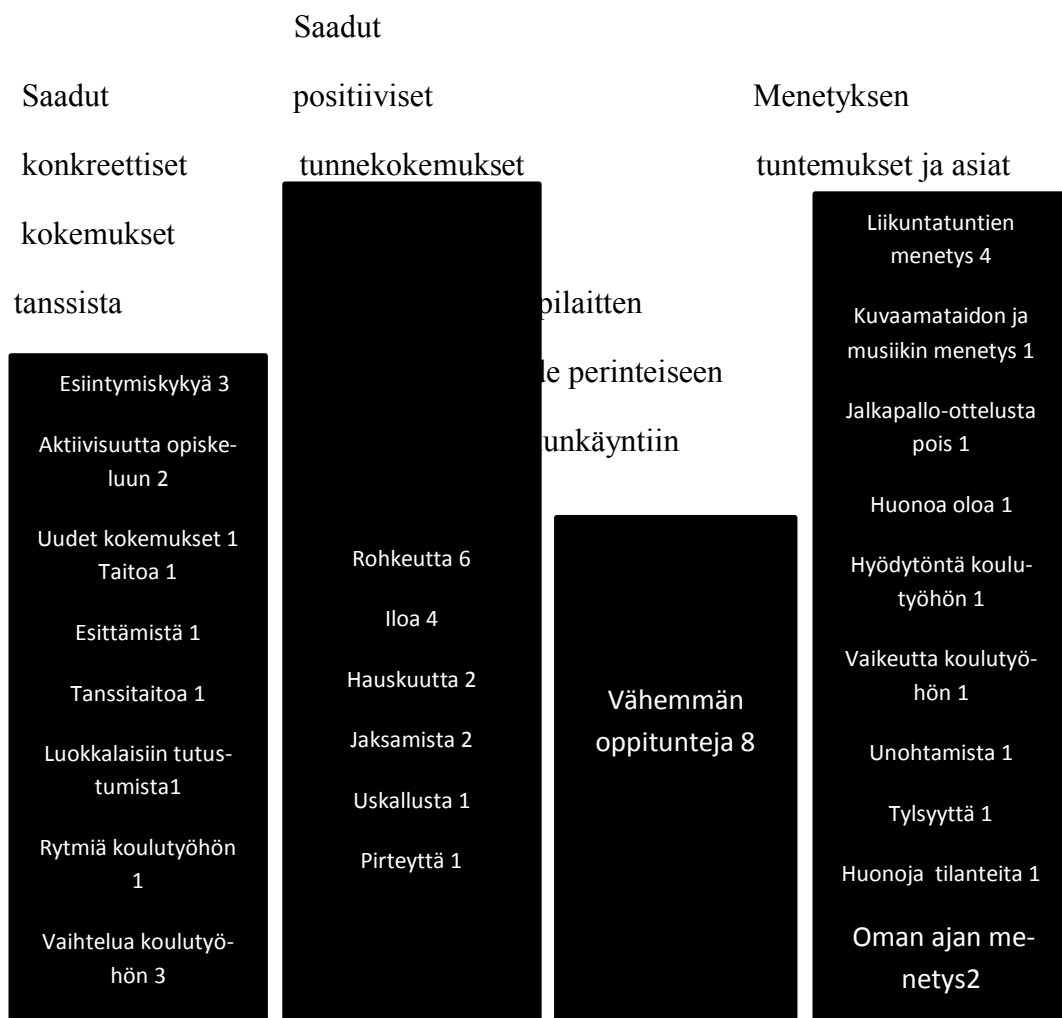 Saadut
konkreettiset
kokemukset
tanssista
Esiintymiskykyä 3
Aktiivisuutta opiske-
luun 2
Uudet kokemukset 1
Taitoa 1
Esittämistä 1
Tanssitaitoa 1
Luokkalaisiin tutus-
tumista1
Rytmiä koulutyöhön
1
Vaihtelua koulutyö-
hön 3
Saadut
positiiviset
tunnekokemukset
Rohkeutta 6
Iloa 4
Hauskuutta 2
Jaksamista 2
Uskallusta 1
Pirteyttä 1
pilaitten
le perinteiseen
unkäyntiin
Vähemmän
oppitunteja 8
Menetyksen
tuntemukset ja asiat
Liikuntatuntien
menetys 4
Kuvaamataidon ja
musiikin menetys 1
Jalkapallo-ottelusta
pois 1
Huonoa oloa 1
Hyödytöntä koulu-
työhön 1
Vaikeutta koulutyö-
hön 1
Unohtamista 1
Tylsyyttä 1
Huonoja tilanteita 1
Oman ajan me-
netys2